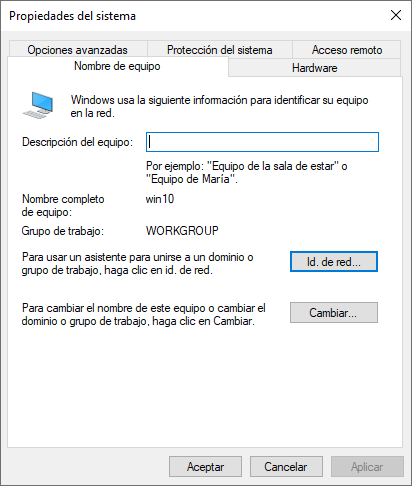 Propiedades del sistema
Opciones avanzadas
Protección del sistema
Acceso remoto
Nombre de equipo
Hardware
Windows usa la siguiente información para identificar su equipo
en la red.
Descripción del equipo:
Por ejemplo: "Equipo de la sala de estar" o
"Equipo de María".
Nombre completo
de equipo:
win10
Grupo de trabajo:
WORKGROUP
Para usar un asistente para unirse a un dominio o
grupo de trabajo, haga clic en id. de red.
Id. de red...
Para cambiar el nombre de este equipo o cambiar el
dominio o grupo de trabajo, haga clic en Cambiar.
Cambiar...
Aceptar
Cancelar
Aplicar